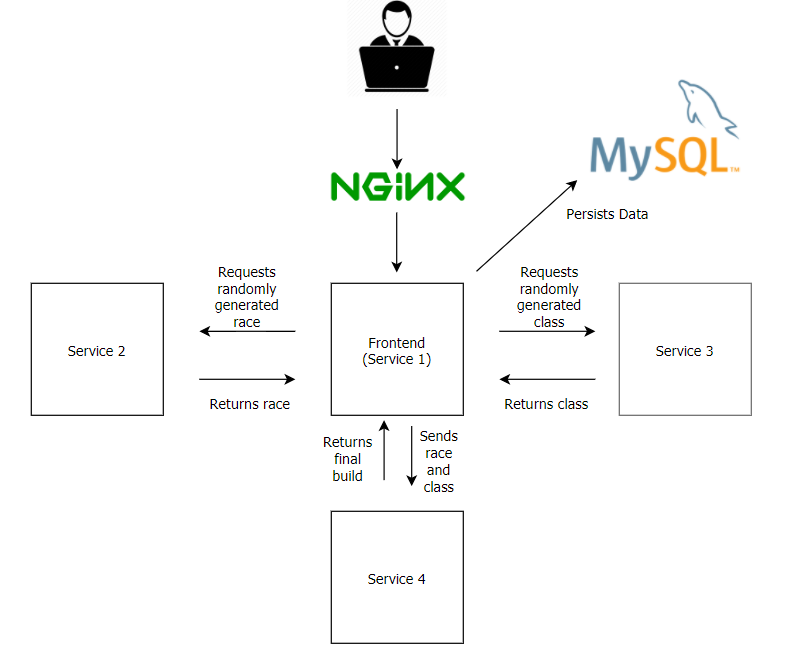 MySQL™
NGiNX
Persists Data
Requests
randomly
generated
race
Requests
randomly
generated
class
Service 2
Frontend
(Service 1)
Service 3
Returns race
Returns class
Returns
final
build
Sends
race
and
class
Service 4